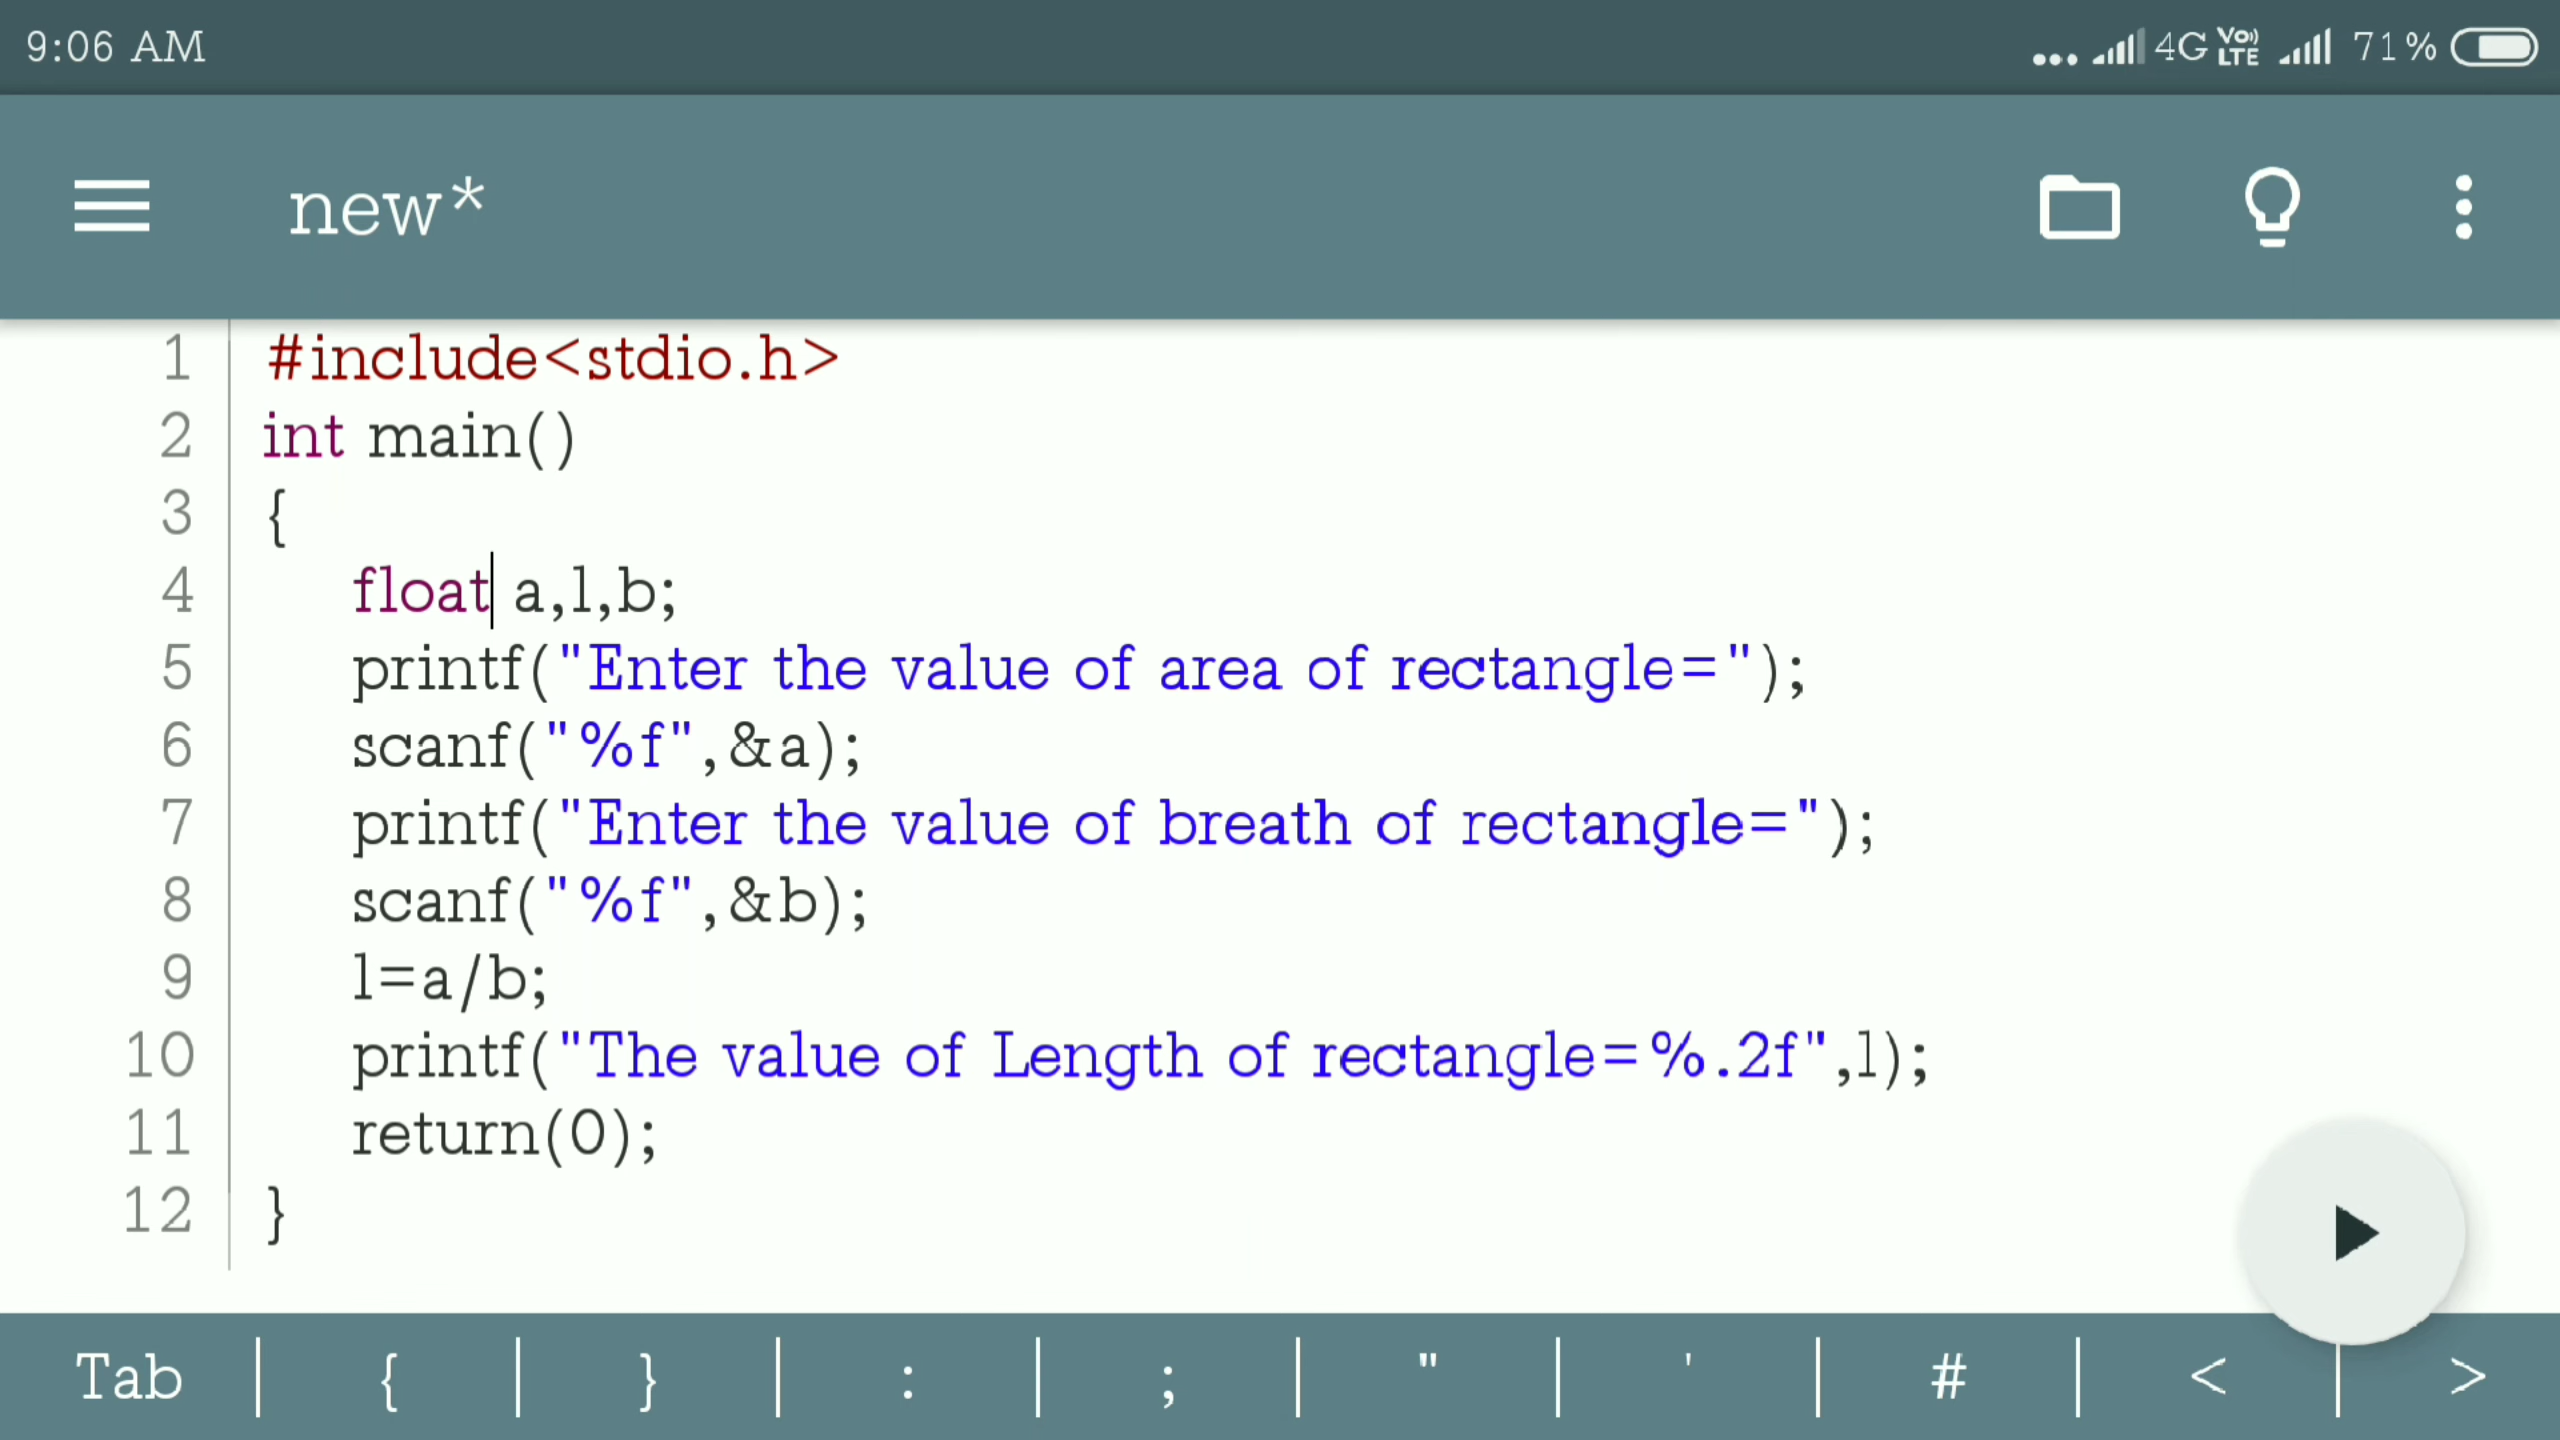 9:06 AM ... 4G Vo) LTE 71%
new*
1 #include<stdio.h>
2 int main()
3 {
4 float a,l,b;
5 printf("Enter the value of area of rectangle=");
6 scanf("%f",&a);
7 printf("Enter the value of breath of rectangle=");
8 scanf("%f",&b);
9 l=a/b;
10 printf("The value of Length of rectangle=%.2f",l);
11 return(0);
12 }
Tab | { | } | : | ; | " | ' | # | < | >